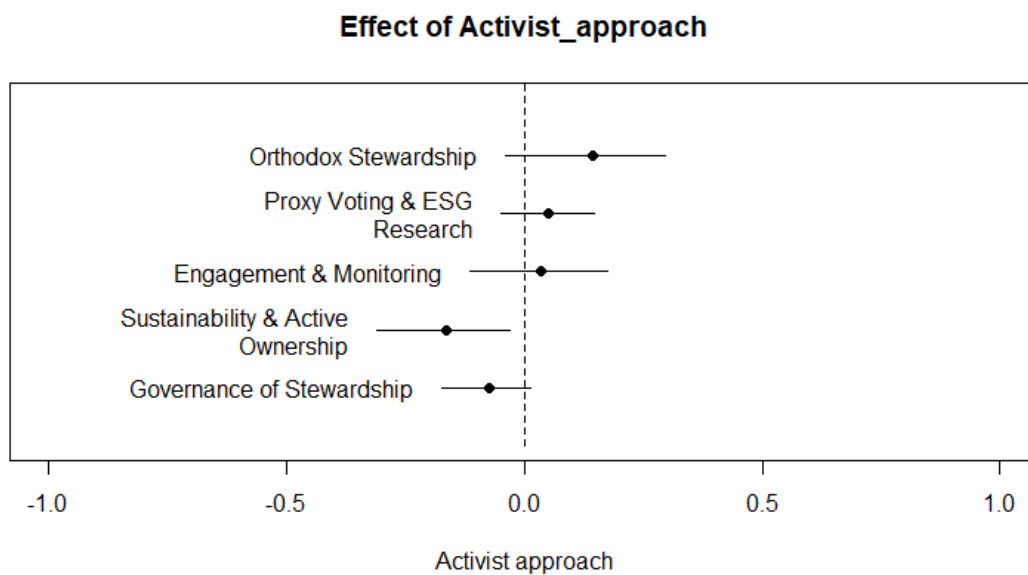 Effect of Activist_approach
Orthodox Stewardship
Proxy Voting & ESG
Research
Engagement & Monitoring
Sustainability & Active
Ownership
Governance of Stewardship
-1.0 -0.5 0.0 0.5 1.0
Activist approach